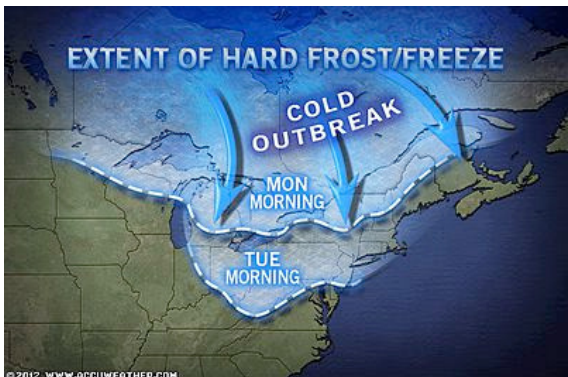 EXTENT OF HARD FROST/FREEZE
COLD
OUTBREAK
MON
MORNING
TUE
MORNING
©2012 WWW.ACCUWEATHER.COM